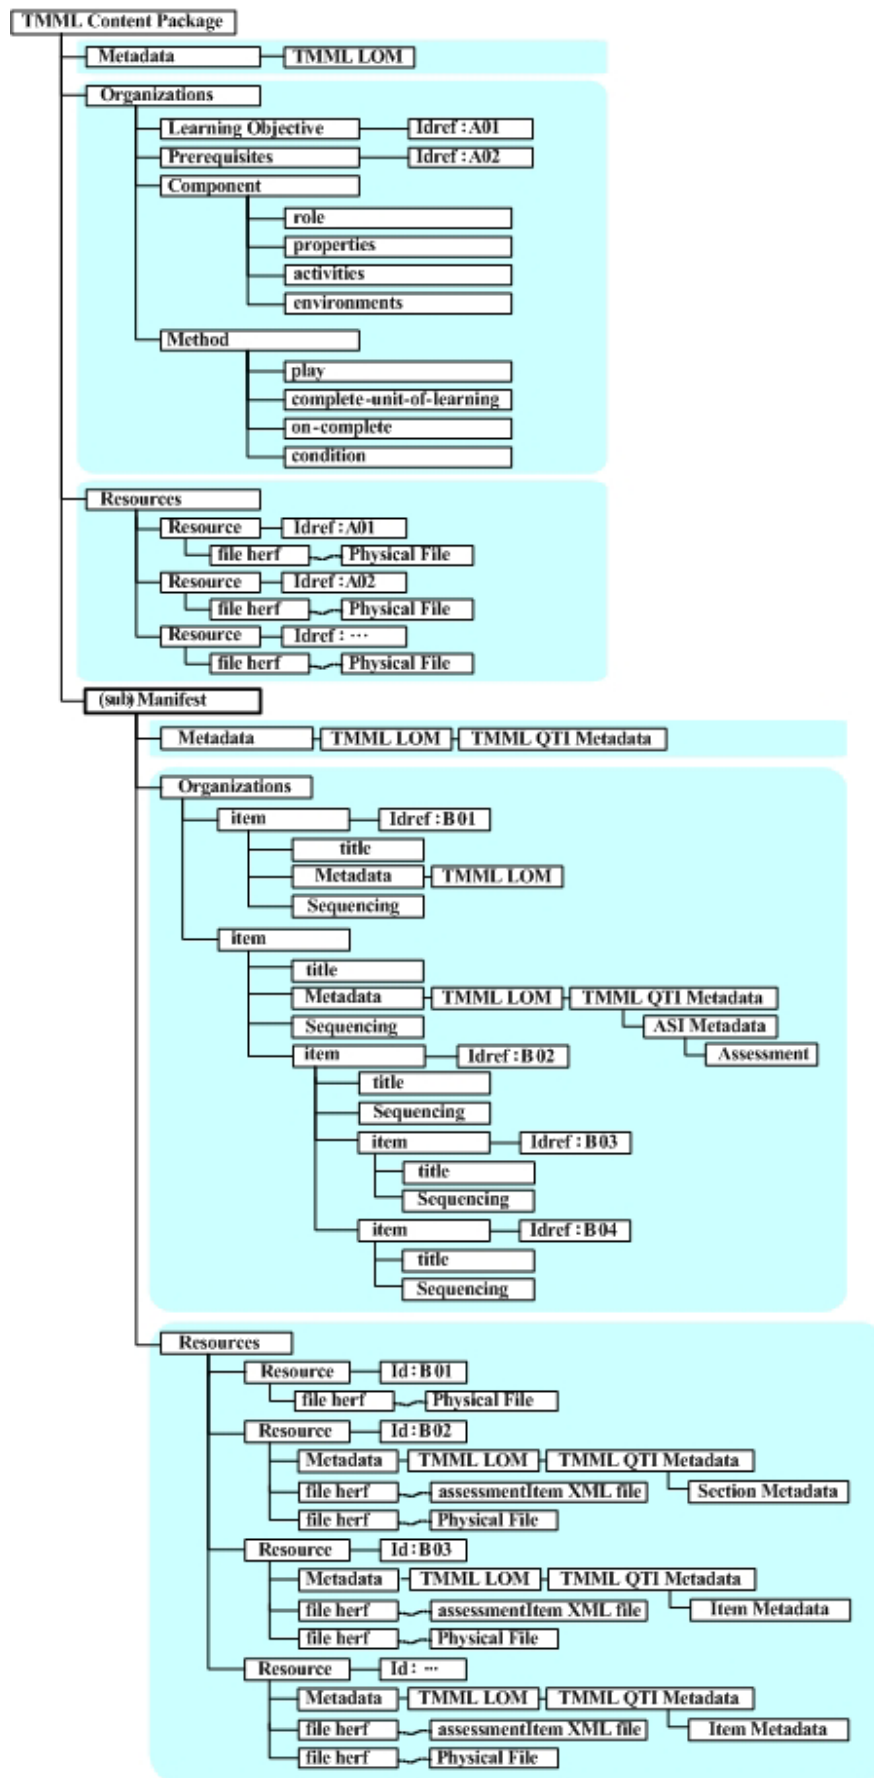 TMML Content Package
Metadata TMML LOM
Organizations
Learning Objective Idref : A01
Prerequisites Idref : A02
Component
role
properties
activities
environments
Method
play
complete-unit-of-learning
on-complete
condition
Resources
Resource Idref : A01
file herf Physical File
Resource Idref : A02
file herf Physical File
Resource Idref : ···
file herf Physical File
(sub) Manifest
Metadata TMML LOM TMML QTI Metadata
Organizations
item Idref : B01
title
Metadata TMML LOM
Sequencing
item
title
Metadata TMML LOM TMML QTI Metadata
Sequencing ASI Metadata
item Idref : B02 Assessment
title
Sequencing
item Idref : B03
title
Sequencing
item Idref : B04
title
Sequencing
Resources
Resource Id : B01
file herf Physical File
Resource Id : B02
Metadata TMML LOM TMML QTI Metadata
file herf assessmentItem XML file Section Metadata
file herf Physical File
Resource Id : B03
Metadata TMML LOM TMML QTI Metadata
file herf assessmentItem XML file Item Metadata
file herf Physical File
Resource Id : ···
Metadata TMML LOM TMML QTI Metadata
file herf assessmentItem XML file Item Metadata
file herf Physical File